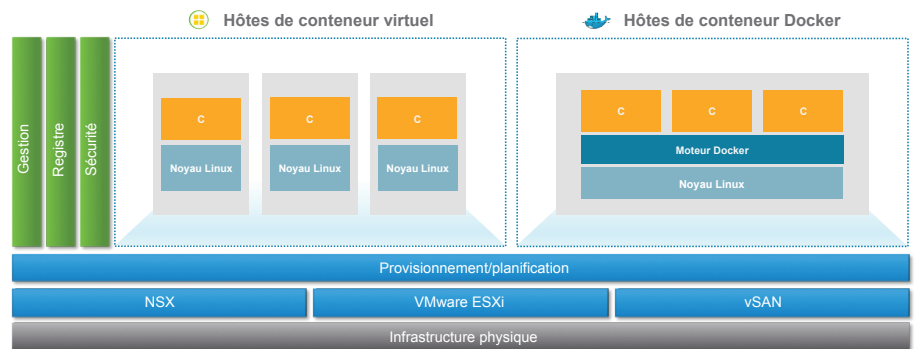 Hôtes de conteneur virtuel
Hôtes de conteneur Docker
Gestion
Registre
Sécurité
C
C
C
Noyau Linux
Noyau Linux
Noyau Linux
C
C
C
Moteur Docker
Noyau Linux
Provisionnement/planification
NSX
VMware ESXi
vSAN
Infrastructure physique